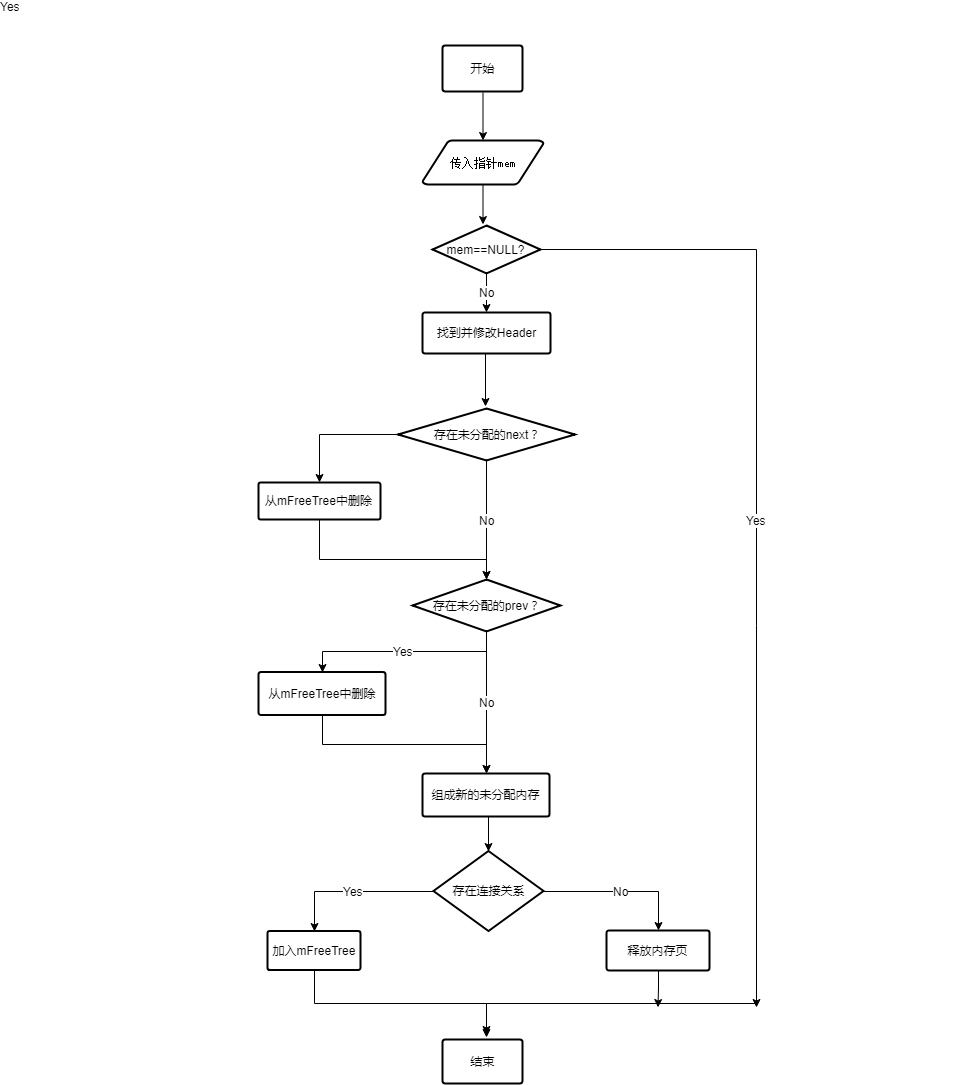 Yes
开始
传入指针mem
mem==NULL?
No
找到并修改Header
存在未分配的next？
从mFreeTree中删除
No
Yes
存在未分配的prev？
Yes
从mFreeTree中删除
No
组成新的未分配内存
存在连接关系
Yes
No
加入mFreeTree
释放内存页
结束